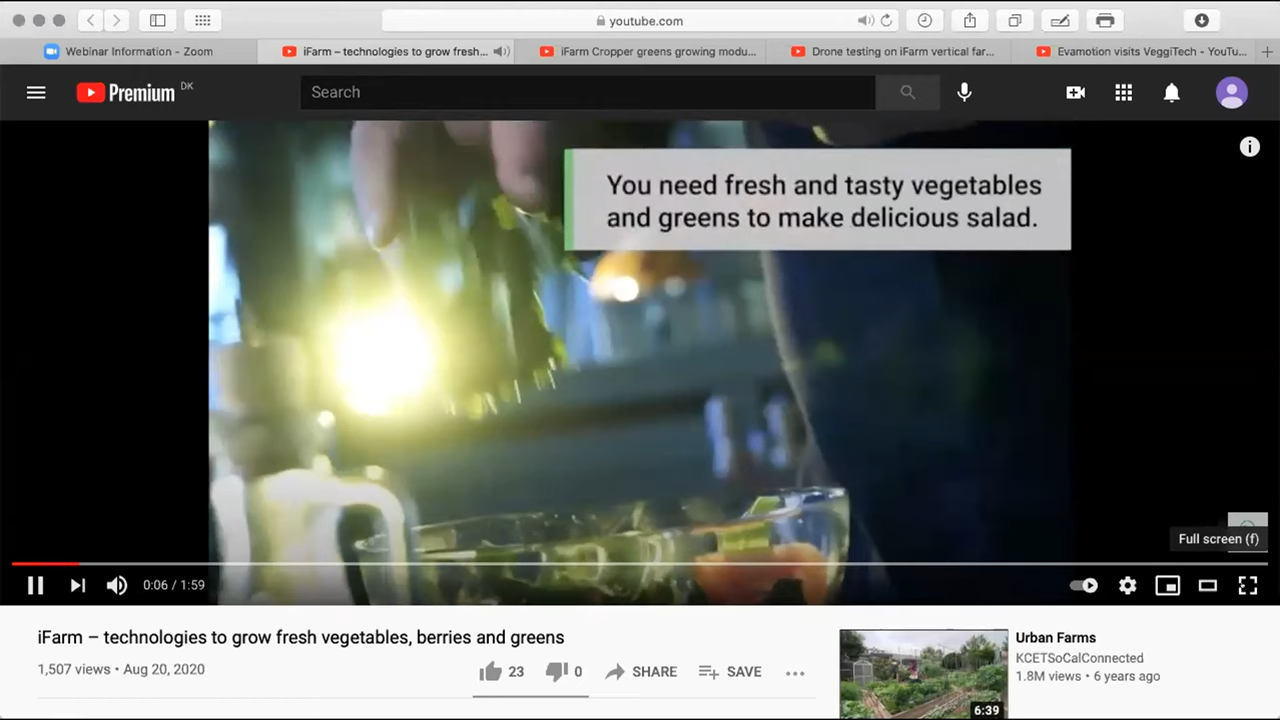 youtube.com
Webinar Information - Zoom
iFarm – technologies to grow fresh...
iFarm Cropper greens growing modu...
Drone testing on iFarm vertical far...
Evamotion visits VeggiTech - YouTu...
Premium DK
Search
You need fresh and tasty vegetables
and greens to make delicious salad.
Full screen (f)
0:06 / 1:59
iFarm – technologies to grow fresh vegetables, berries and greens
1,507 views • Aug 20, 2020
23
0
SHARE
SAVE
6:39
Urban Farms
KCETSoCalConnected
1.8M views • 6 years ago